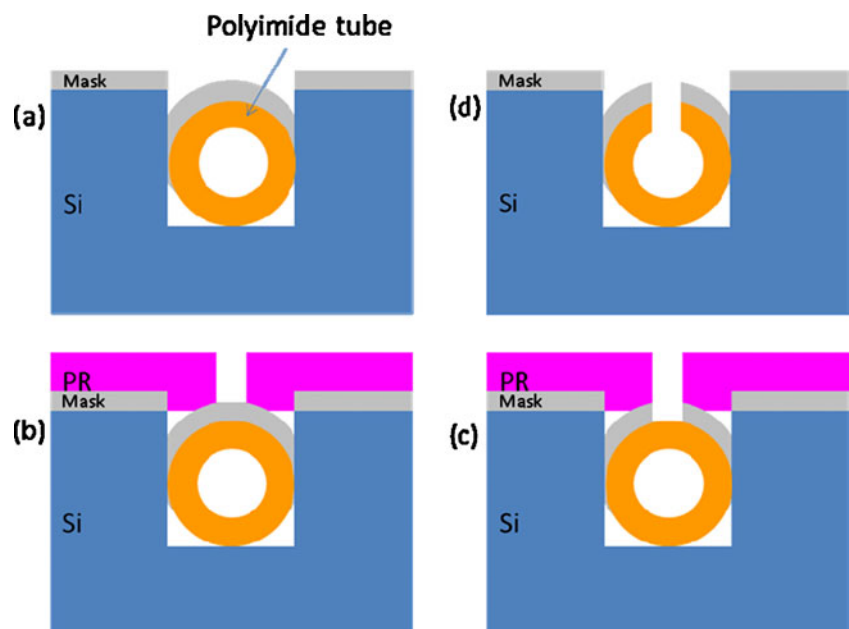 Polyimide tube
Mask
(a)
Si
Mask
(d)
Si
PR
Mask
(b)
Si
PR
Mask
(c)
Si